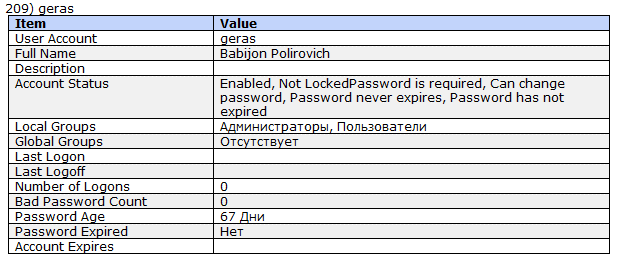 209) geras
Item Value
User Account geras
Full Name Babijon Polirovich
Description
Account Status Enabled, Not LockedPassword is required, Can change
password, Password never expires, Password has not
expired
Local Groups Администраторы, Пользователи
Global Groups Отсутствует
Last Logon
Last Logoff
Number of Logons 0
Bad Password Count 0
Password Age 67 Дни
Password Expired Нет
Account Expires